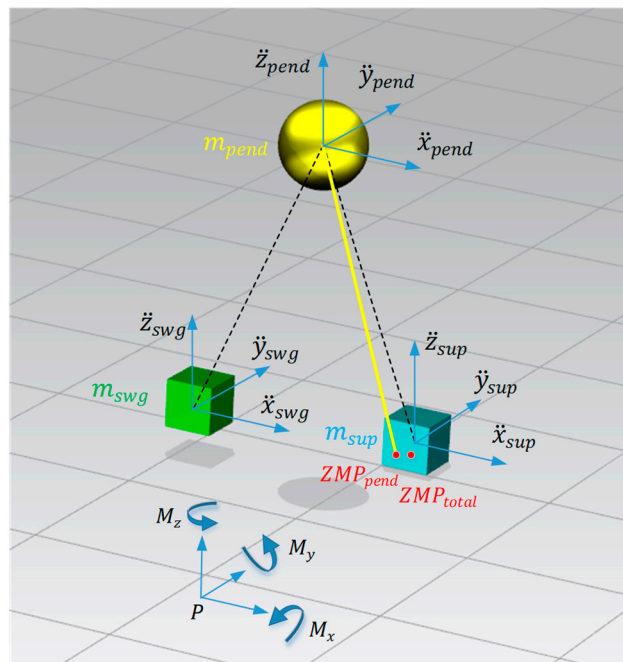 z̈_pend
ÿ_pend
m_pend
ẍ_pend
z̈_swg
ÿ_swg
m_swg
ẍ_swg
z̈_sup
ÿ_sup
m_sup
ẍ_sup
ZMP_pend
ZMP_total
M_z
M_y
P
M_x